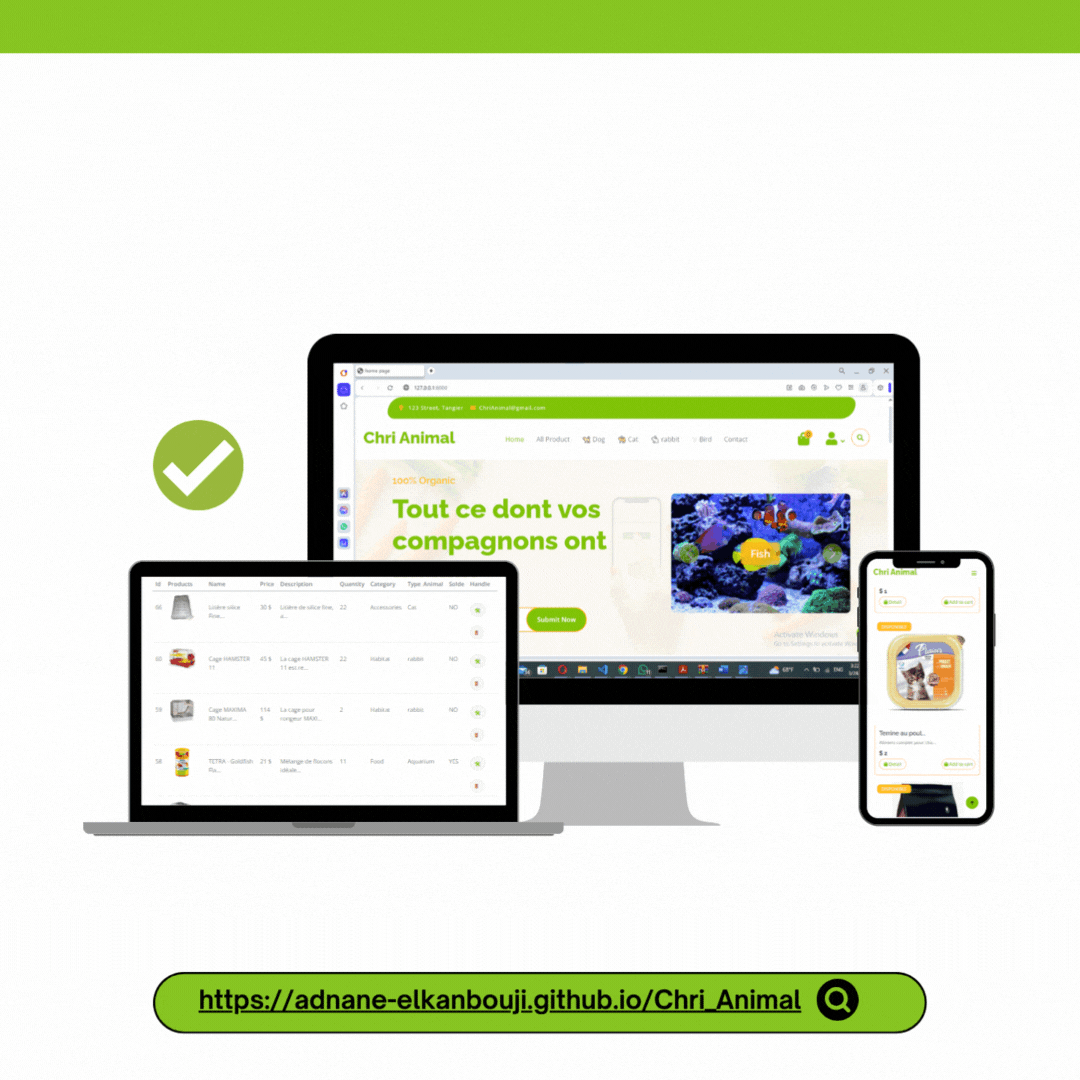 home page
127.0.0.1:8000
123 Street, Tangier ChriAnimal@gmail.com
Chri Animal
Home All Product Dog Cat rabbit Bird Contact
0
100% Organic
Tout ce dont vos
compagnons ont
Fish
Submit Now
Activate Windows
Go to Settings to activate Win
68°F ENG
Id Products Name Price Description Quantity Category Type Animal Solde Handle
Litière silice 30 $ Litière de silice fine, 22 Accessoires Cat NO
Fine... a...
60 Cage HAMSTER 45 $ La cage HAMSTER 22 Habitat rabbit NO
11 11 est ce...
59 Cage MAXIMA 114 La cage pour 2 Habitat rabbit NO
80 Natur... $ rongeur MAXI...
58 TETRA - Goldfish 21 $ Mélange de flocons 11 Food Aquarium YES
Fla... idéale...
Chri Animal
$ 1
Detail Add to cart
Terrine au poul...
$ 2
Detail Add to cart
https://adnane-elkanbouji.github.io/Chri_Animal